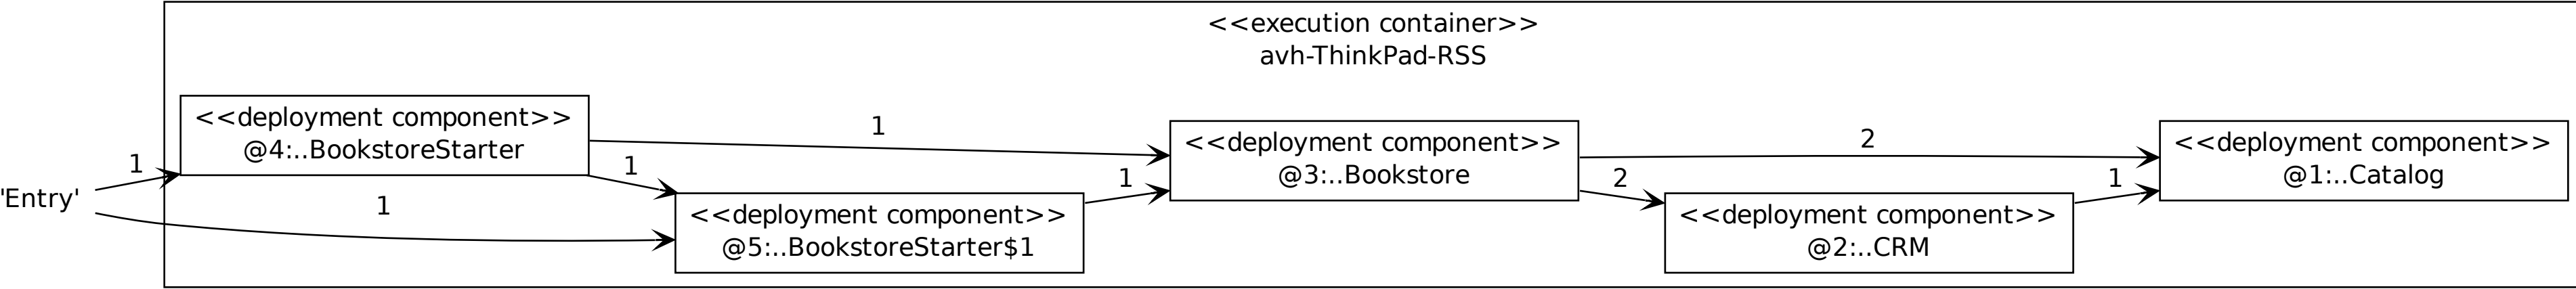 <<execution container>>
avh-ThinkPad-RSS
<<deployment component>>
@4:..BookstoreStarter
1
<<deployment component>>
@3:..Bookstore
2
<<deployment component>>
@1:..Catalog
1
'Entry'
1
1
<<deployment component>>
@5:..BookstoreStarter$1
1
2
<<deployment component>>
@2:..CRM
1